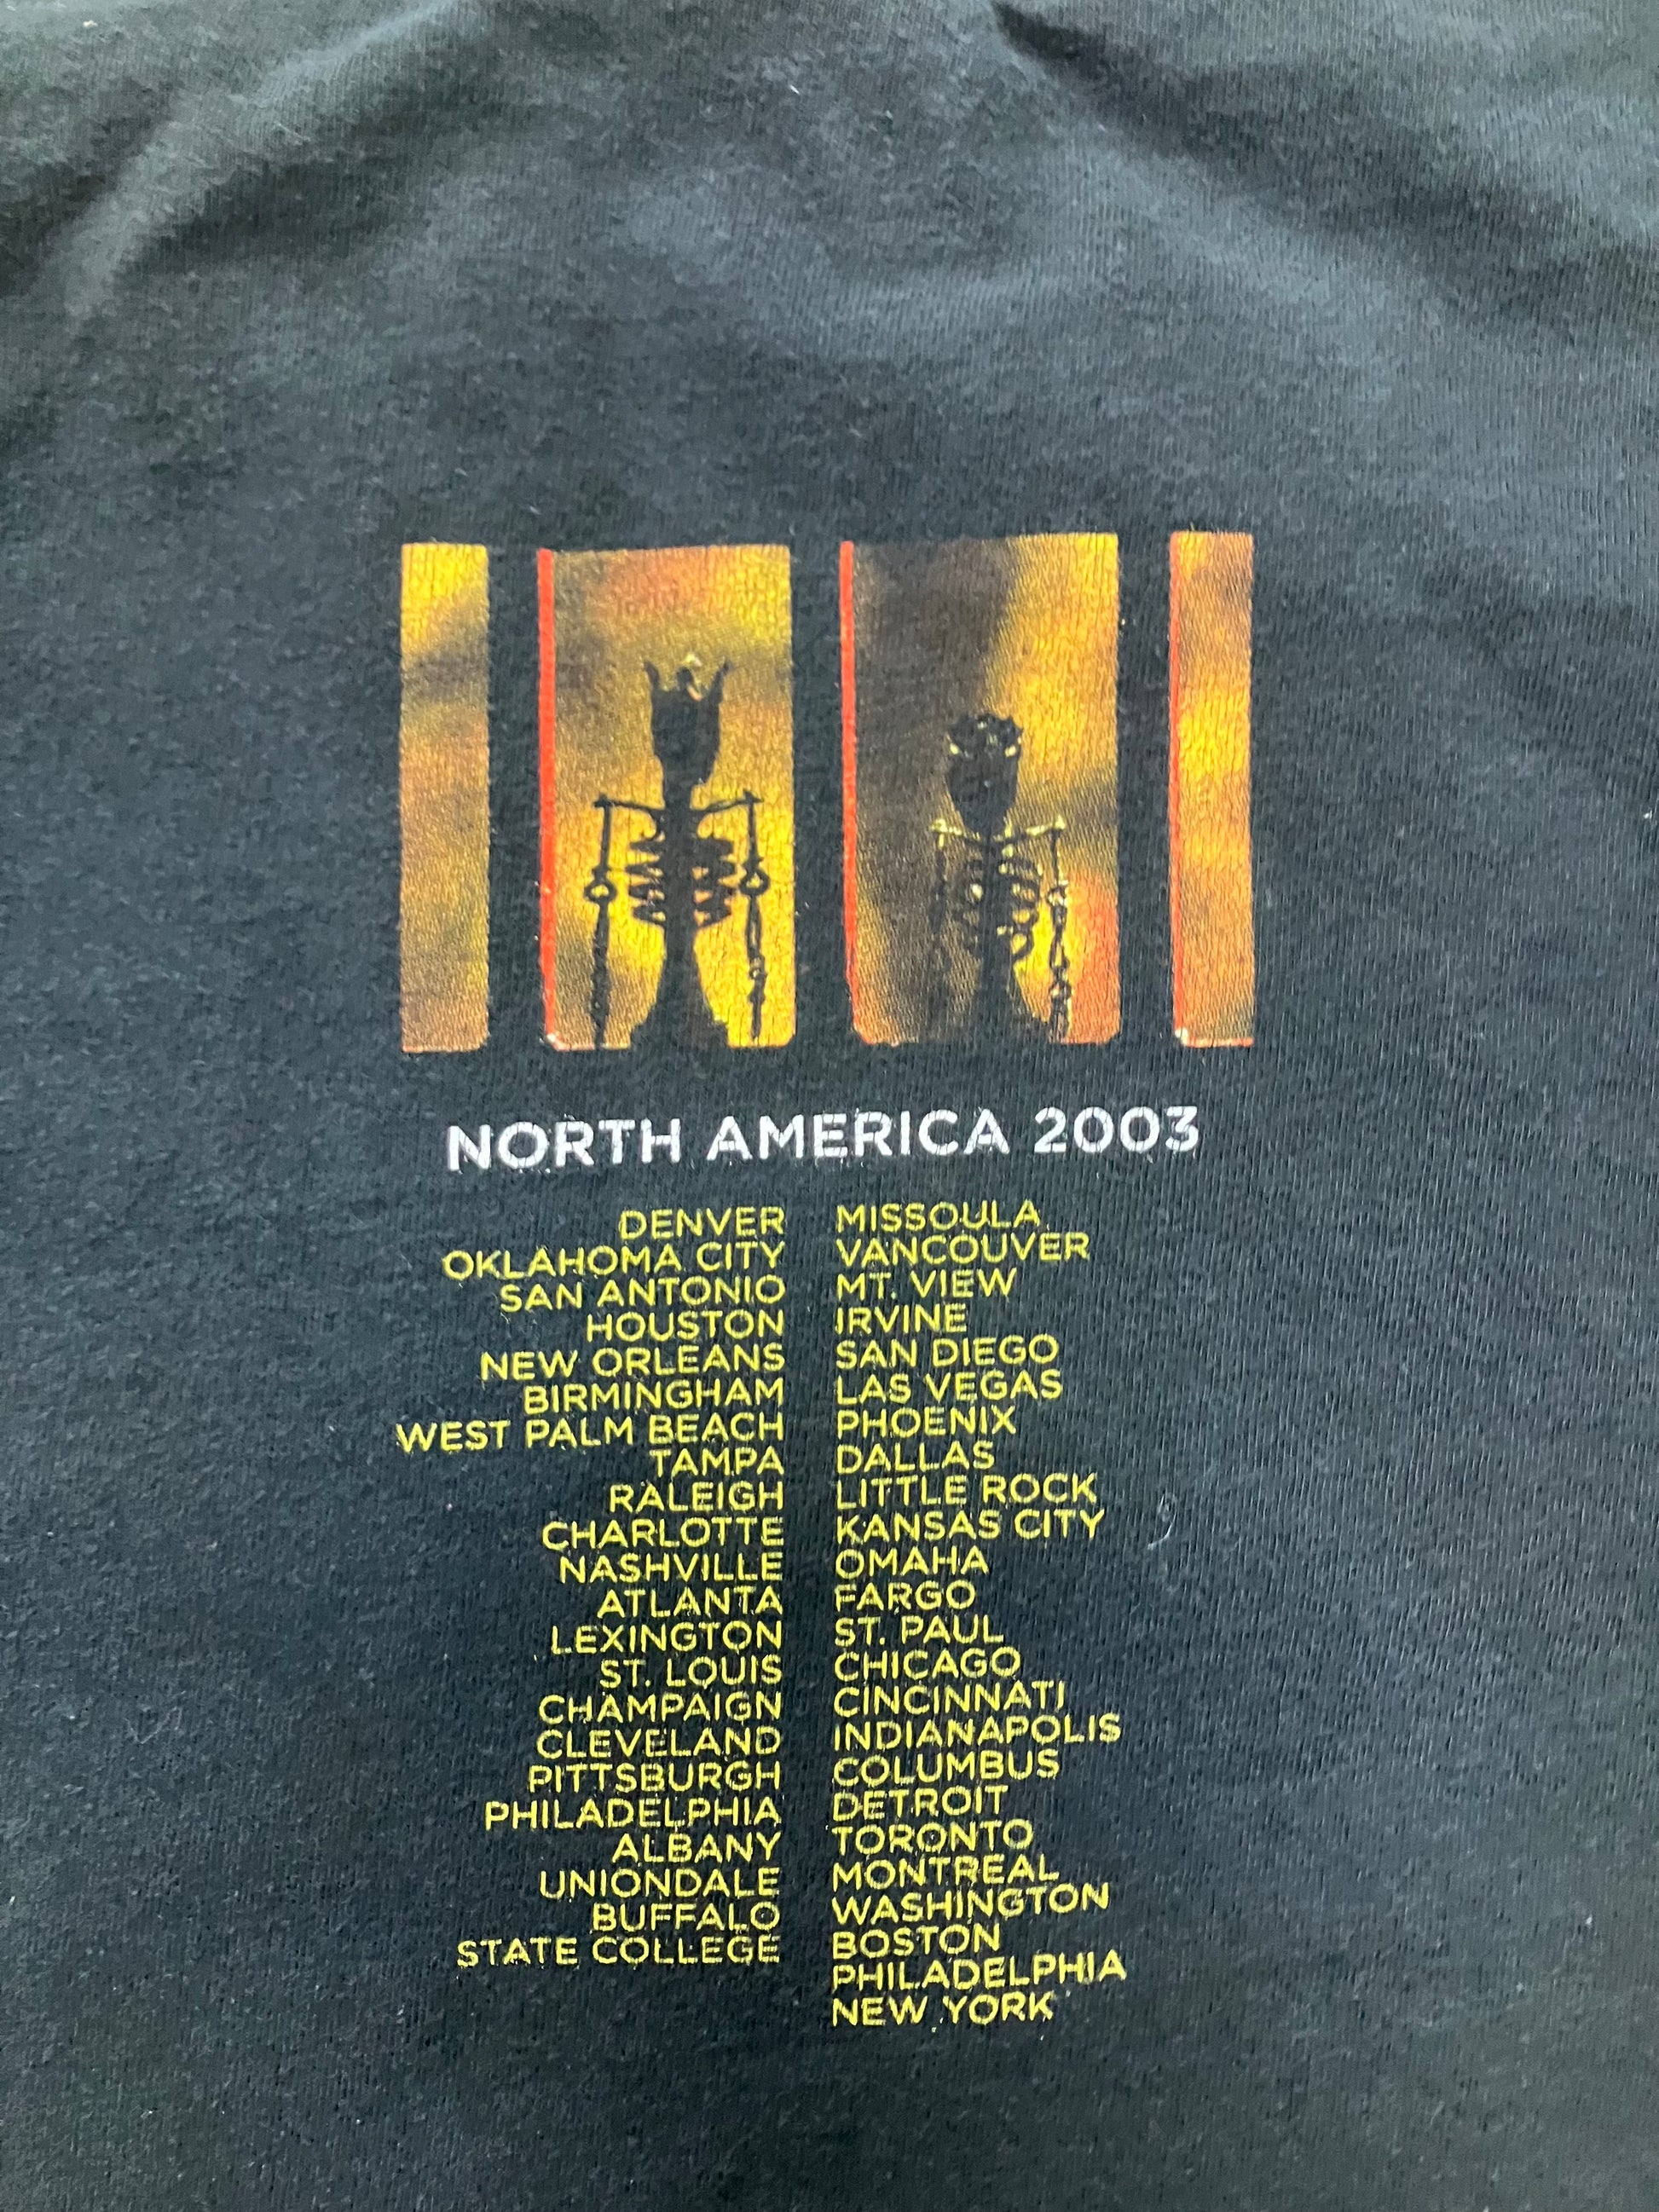 NORTH AMERICA 2003
DENVER
OKLAHOMA CITY
SAN ANTONIO
HOUSTON
NEW ORLEANS
BIRMINGHAM
WEST PALM BEACH
TAMPA
RALEIGH
CHARLOTTE
NASHVILLE
ATLANTA
LEXINGTON
ST. LOUIS
CHAMPAIGN
CLEVELAND
PITTSBURGH
PHILADELPHIA
ALBANY
UNIONDALE
BUFFALO
STATE COLLEGE
MISSOULA
VANCOUVER
MT. VIEW
IRVINE
SAN DIEGO
LAS VEGAS
PHOENIX
DALLAS
LITTLE ROCK
KANSAS CITY
OMAHA
FARGO
ST. PAUL
CHICAGO
CINCINNATI
INDIANAPOLIS
COLUMBUS
DETROIT
TORONTO
MONTREAL
WASHINGTON
BOSTON
PHILADELPHIA
NEW YORK